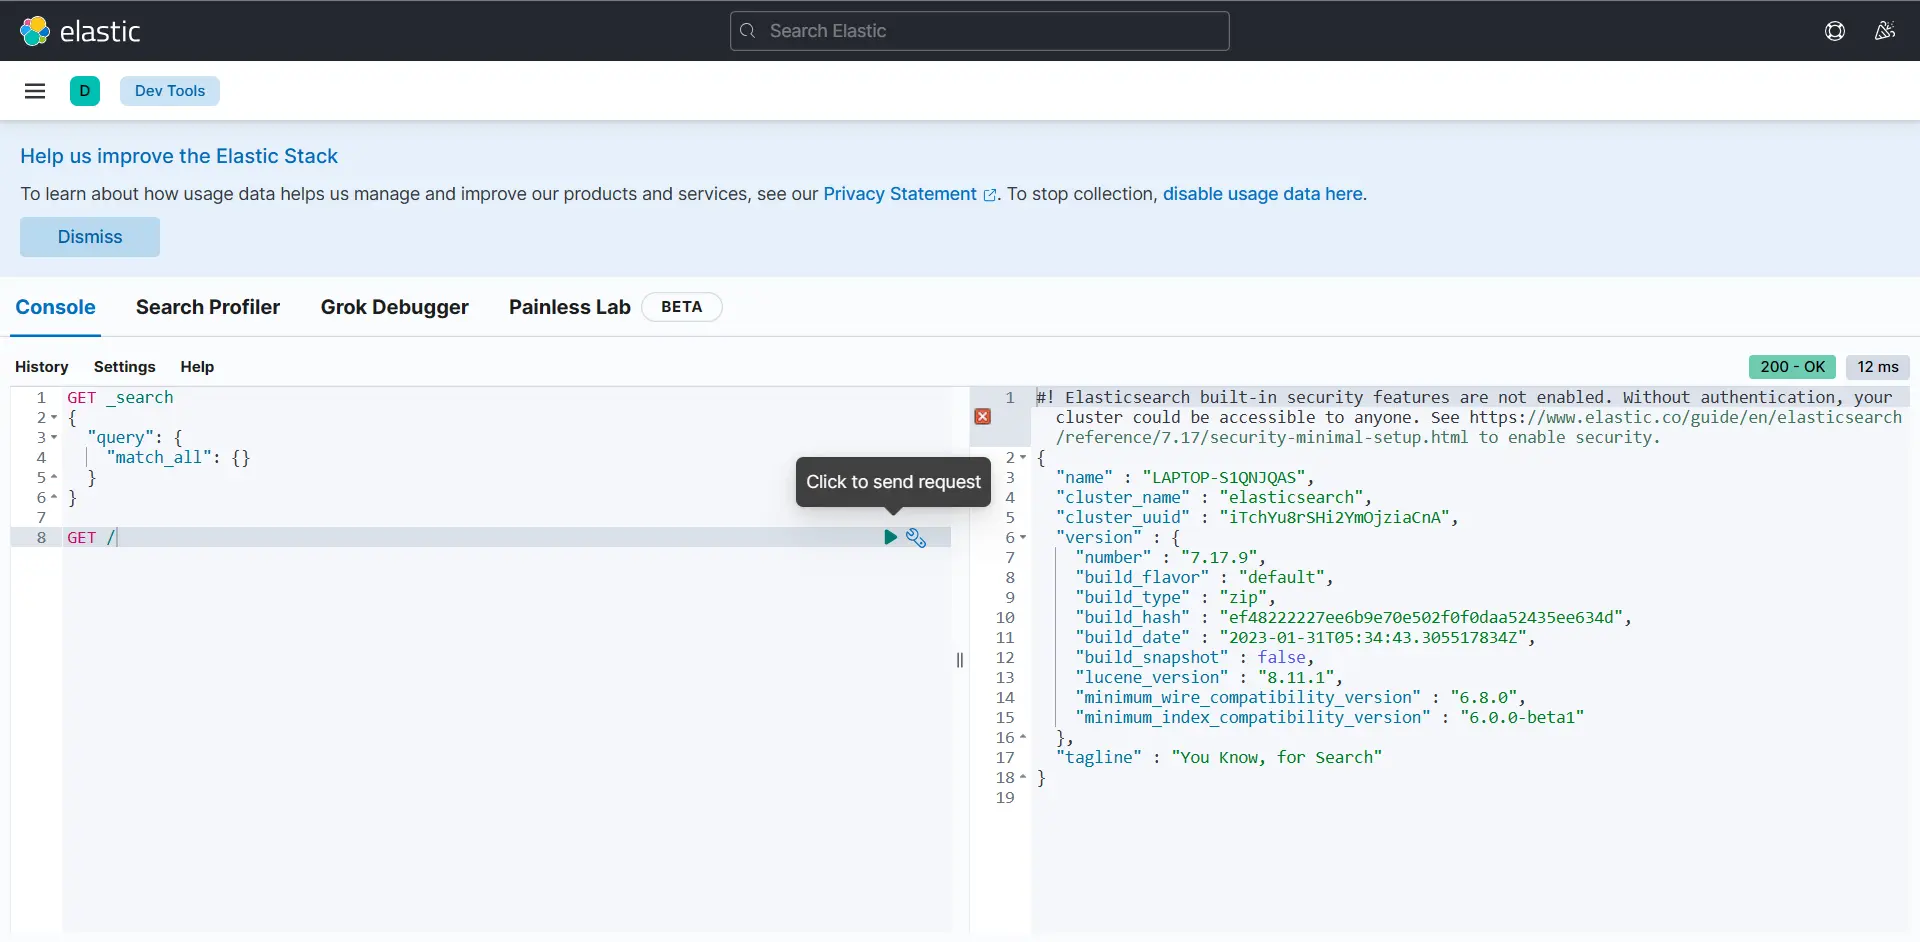 elastic
Search Elastic
D
Dev Tools
Help us improve the Elastic Stack
To learn about how usage data helps us manage and improve our products and services, see our Privacy Statement. To stop collection, disable usage data here.
Dismiss
Console Search Profiler Grok Debugger Painless Lab BETA
History Settings Help
200 - OK 12 ms
1 GET _search
2 {
3 "query": {
4 "match_all": {}
5 }
6 }
7
8 GET /
Click to send request
1 #! Elasticsearch built-in security features are not enabled. Without authentication, your
cluster could be accessible to anyone. See https://www.elastic.co/guide/en/elasticsearch
/reference/7.17/security-minimal-setup.html to enable security.
2 {
3 "name" : "LAPTOP-S1QNJQAS",
4 "cluster_name" : "elasticsearch",
5 "cluster_uuid" : "iTchYu8rSHi2YmOjziaCnA",
6 "version" : {
7 "number" : "7.17.9",
8 "build_flavor" : "default",
9 "build_type" : "zip",
10 "build_hash" : "ef48222227ee6b9e70e502f0f0daa52435ee634d",
11 "build_date" : "2023-01-31T05:34:43.305517834Z",
12 "build_snapshot" : false,
13 "lucene_version" : "8.11.1",
14 "minimum_wire_compatibility_version" : "6.8.0",
15 "minimum_index_compatibility_version" : "6.0.0-beta1"
16 },
17 "tagline" : "You Know, for Search"
18 }
19